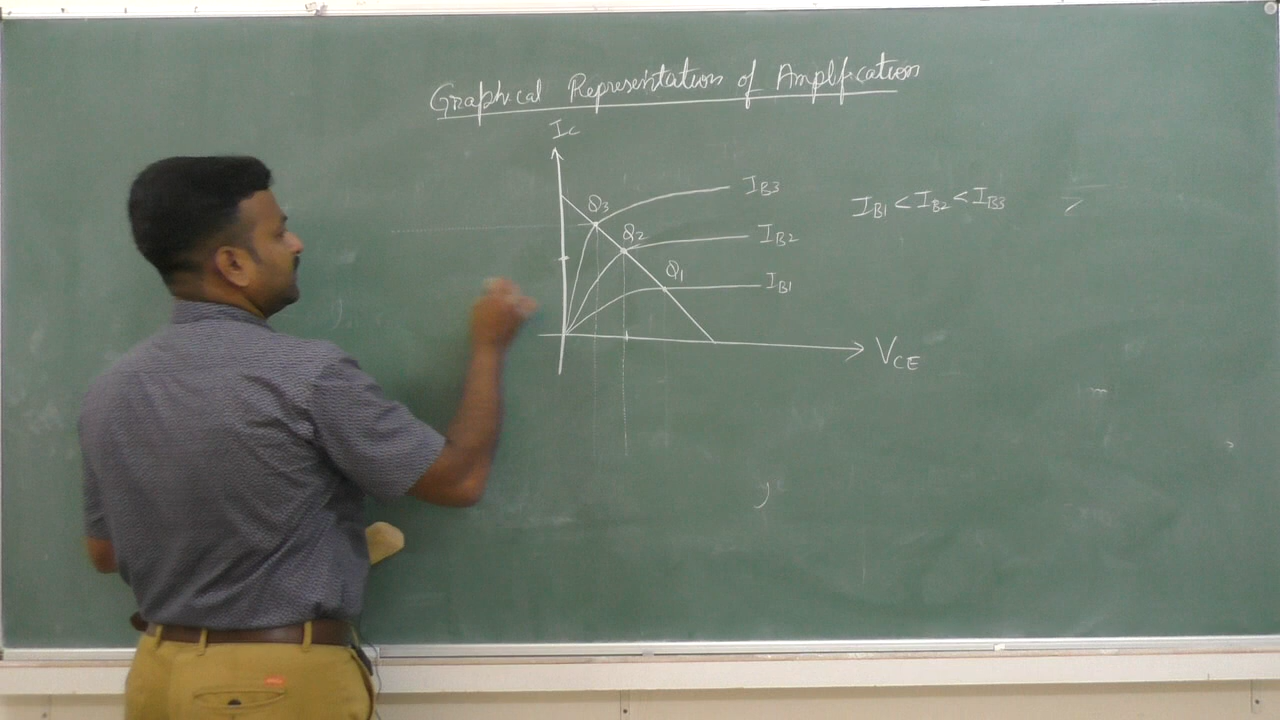 Graphical Representation of Amplification
IC
IB3
Q3
IB1 < IB2 < IB3
Q2
IB2
Q1
IB1
VCE